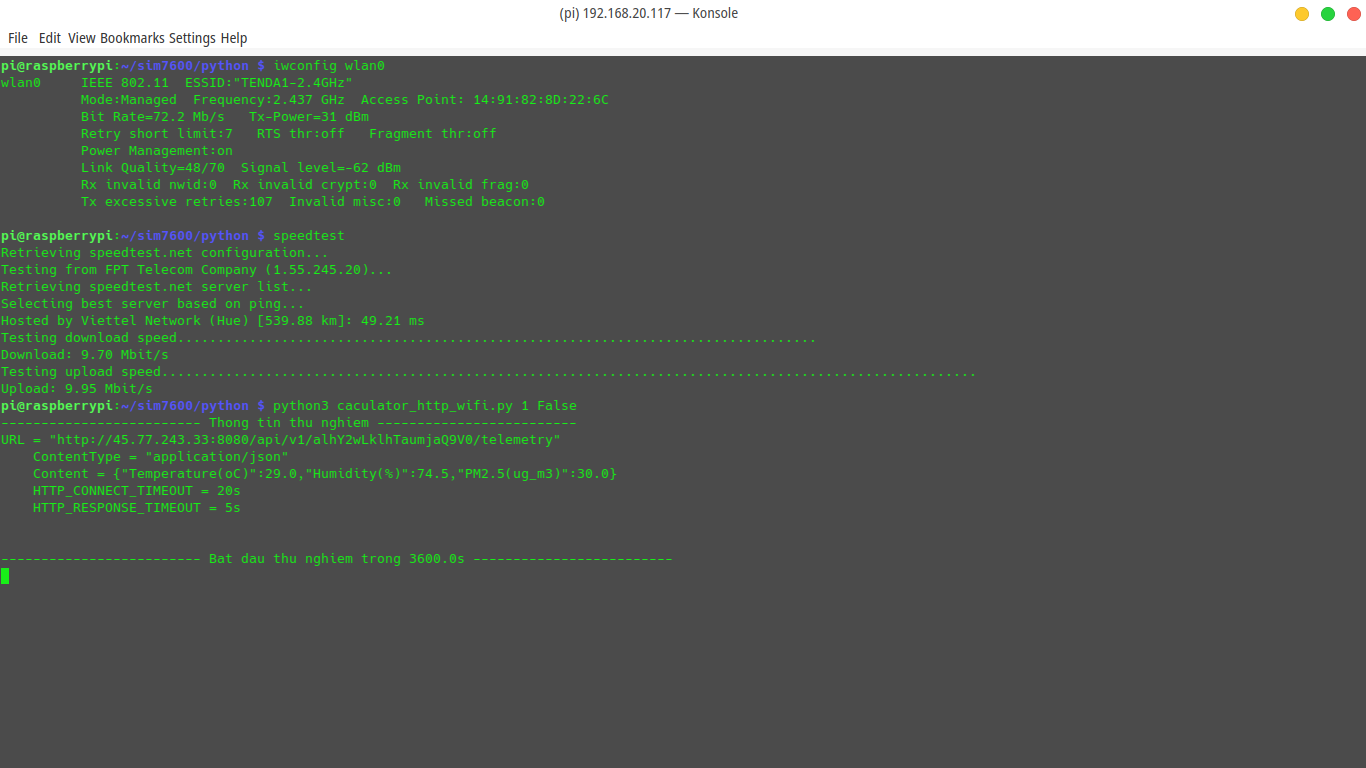 (pi) 192.168.20.117 — Konsole
File Edit View Bookmarks Settings Help
pi@raspberrypi:~/sim7600/python $ iwconfig wlan0
wlan0     IEEE 802.11  ESSID:"TENDA1-2.4GHz"
          Mode:Managed  Frequency:2.437 GHz  Access Point: 14:91:82:8D:22:6C
          Bit Rate=72.2 Mb/s   Tx-Power=31 dBm
          Retry short limit:7   RTS thr:off   Fragment thr:off
          Power Management:on
          Link Quality=48/70  Signal level=-62 dBm
          Rx invalid nwid:0  Rx invalid crypt:0  Rx invalid frag:0
          Tx excessive retries:107  Invalid misc:0   Missed beacon:0
pi@raspberrypi:~/sim7600/python $ speedtest
Retrieving speedtest.net configuration...
Testing from FPT Telecom Company (1.55.245.20)...
Retrieving speedtest.net server list...
Selecting best server based on ping...
Hosted by Viettel Network (Hue) [539.88 km]: 49.21 ms
Testing download speed................................................................................
Download: 9.70 Mbit/s
Testing upload speed......................................................................................................
Upload: 9.95 Mbit/s
pi@raspberrypi:~/sim7600/python $ python3 caculator_http_wifi.py 1 False
------------------------- Thong tin thu nghiem -------------------------
URL = "http://45.77.243.33:8080/api/v1/alhY2wLklhTaumjaQ9V0/telemetry"
    ContentType = "application/json"
    Content = {"Temperature(oC)":29.0,"Humidity(%)":74.5,"PM2.5(ug_m3)":30.0}
    HTTP_CONNECT_TIMEOUT = 20s
    HTTP_RESPONSE_TIMEOUT = 5s
------------------------- Bat dau thu nghiem trong 3600.0s -------------------------